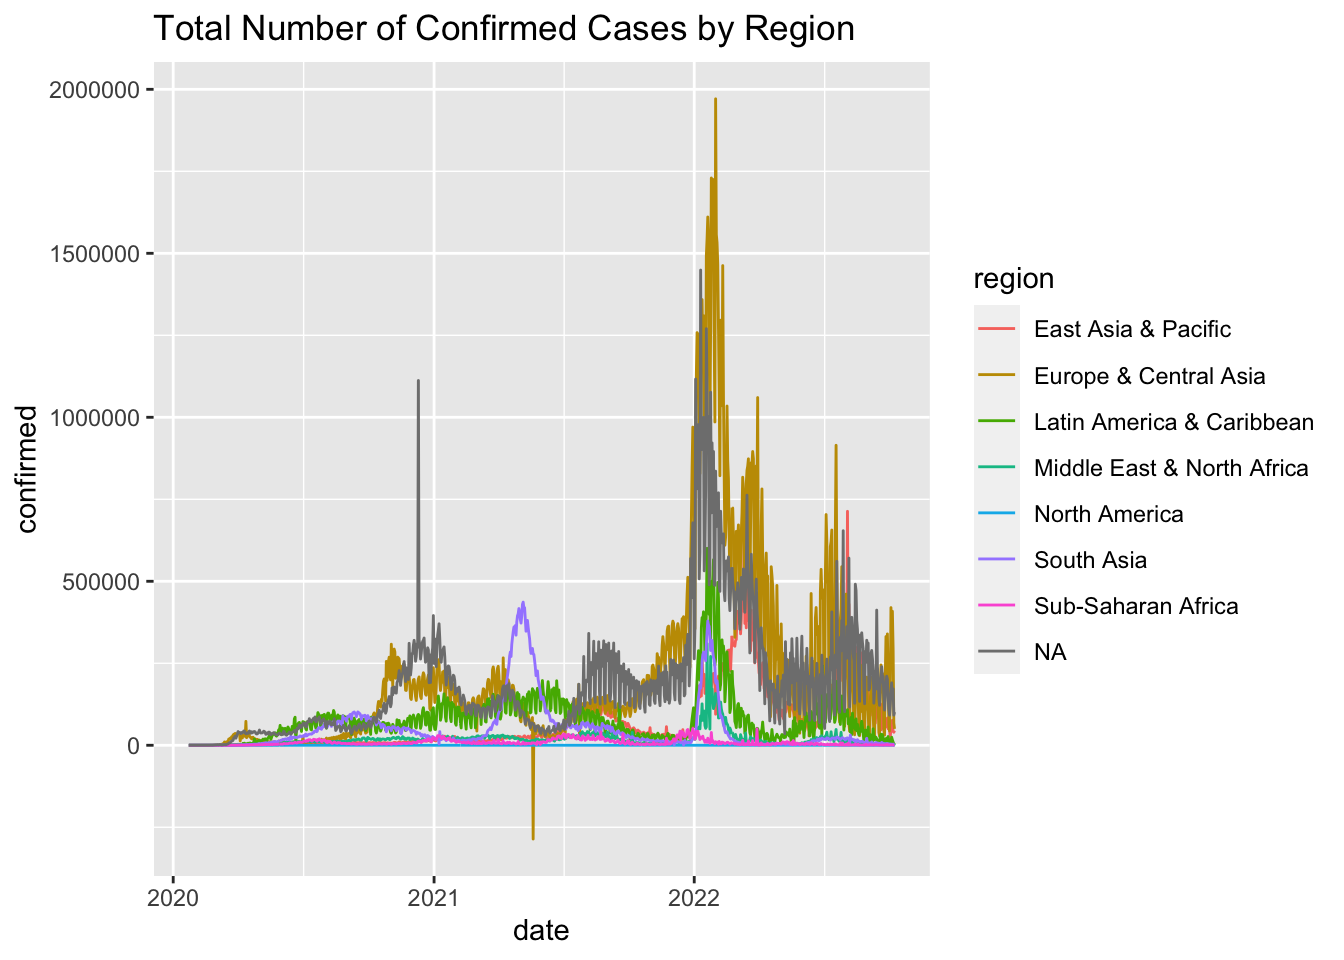 Total Number of Confirmed Cases by Region
2000000
1500000
1000000
500000
0
confirmed
2020
2021
2022
date
region
East Asia & Pacific
Europe & Central Asia
Latin America & Caribbean
Middle East & North Africa
North America
South Asia
Sub-Saharan Africa
NA